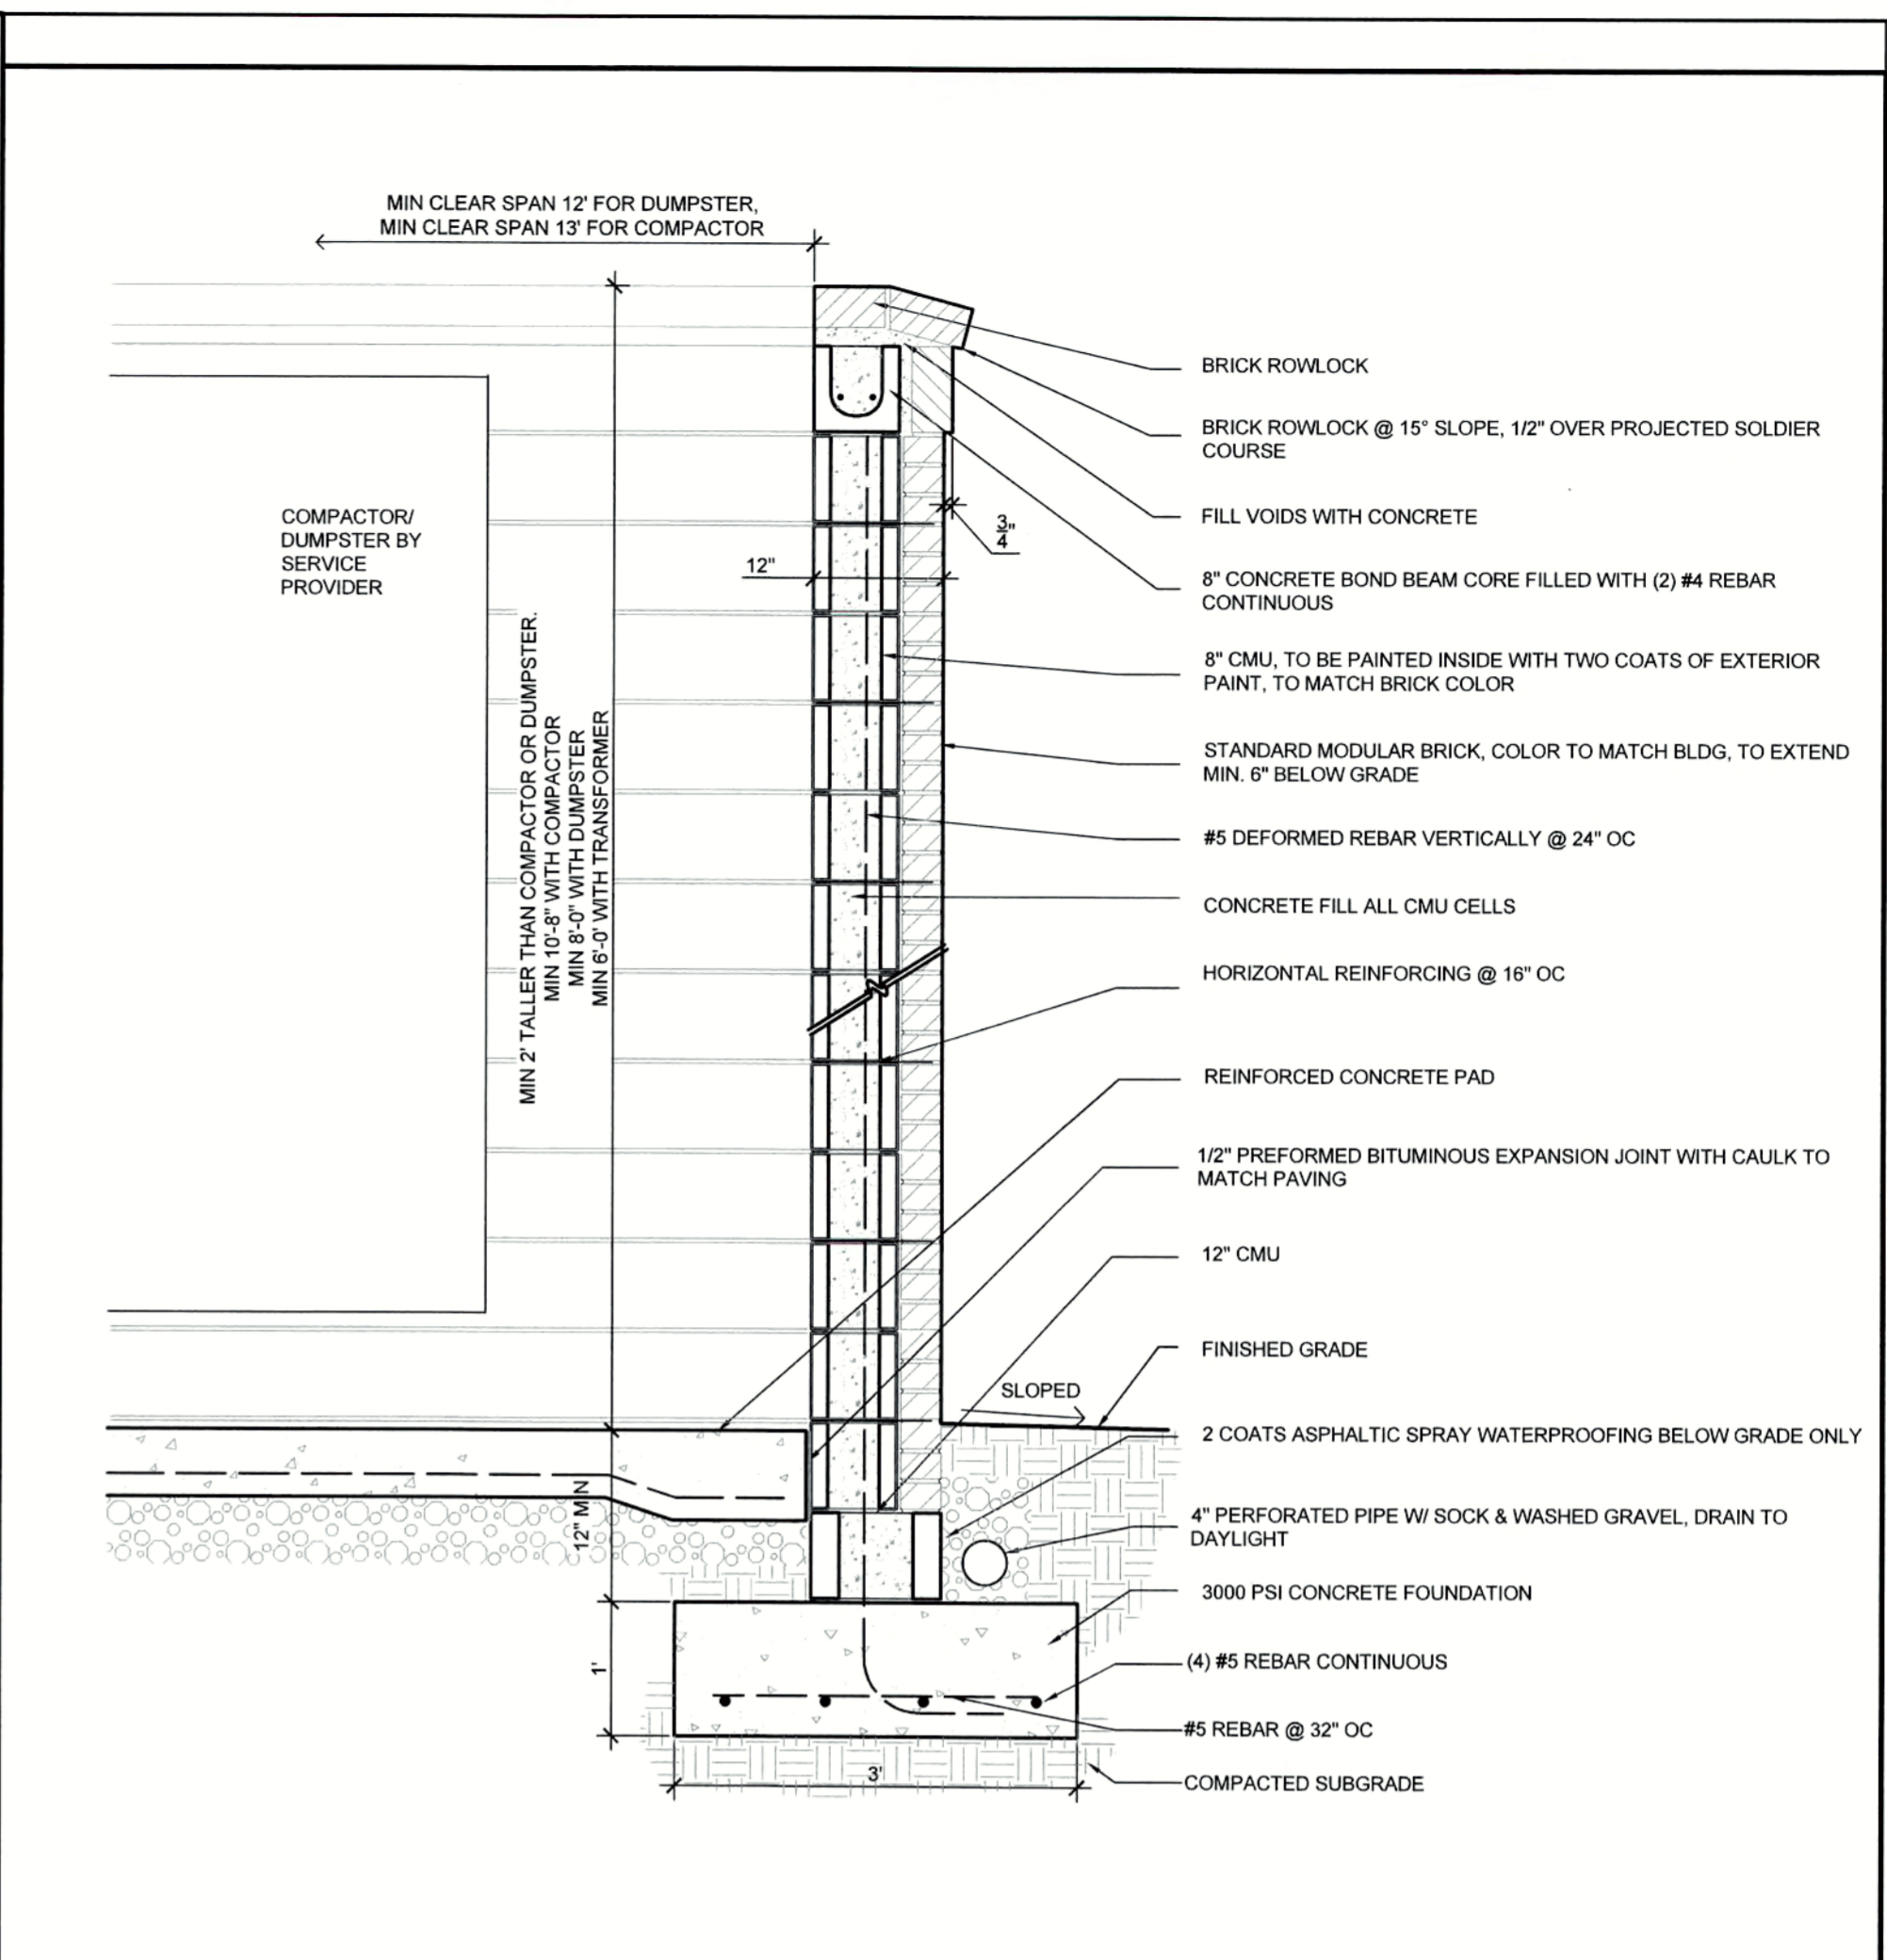 MIN CLEAR SPAN 12' FOR DUMPSTER,
MIN CLEAR SPAN 13' FOR COMPACTOR
COMPACTOR/
DUMPSTER BY
SERVICE
PROVIDER
MIN 2' TALLER THAN COMPACTOR OR DUMPSTER.
MIN 10'-8" WITH COMPACTOR
MIN 8'-0" WITH DUMPSTER
MIN 6'-0' WITH TRANSFORMER
12"
3/4"
BRICK ROWLOCK
BRICK ROWLOCK @ 15° SLOPE, 1/2" OVER PROJECTED SOLDIER
COURSE
FILL VOIDS WITH CONCRETE
8" CONCRETE BOND BEAM CORE FILLED WITH (2) #4 REBAR
CONTINUOUS
8" CMU, TO BE PAINTED INSIDE WITH TWO COATS OF EXTERIOR
PAINT, TO MATCH BRICK COLOR
STANDARD MODULAR BRICK, COLOR TO MATCH BLDG, TO EXTEND
MIN. 6" BELOW GRADE
#5 DEFORMED REBAR VERTICALLY @ 24" OC
CONCRETE FILL ALL CMU CELLS
HORIZONTAL REINFORCING @ 16" OC
REINFORCED CONCRETE PAD
1/2" PREFORMED BITUMINOUS EXPANSION JOINT WITH CAULK TO
MATCH PAVING
12" CMU
FINISHED GRADE
SLOPED
2 COATS ASPHALTIC SPRAY WATERPROOFING BELOW GRADE ONLY
4" PERFORATED PIPE W/ SOCK & WASHED GRAVEL, DRAIN TO
DAYLIGHT
3000 PSI CONCRETE FOUNDATION
(4) #5 REBAR CONTINUOUS
#5 REBAR @ 32" OC
COMPACTED SUBGRADE
12" MIN
1'
3'